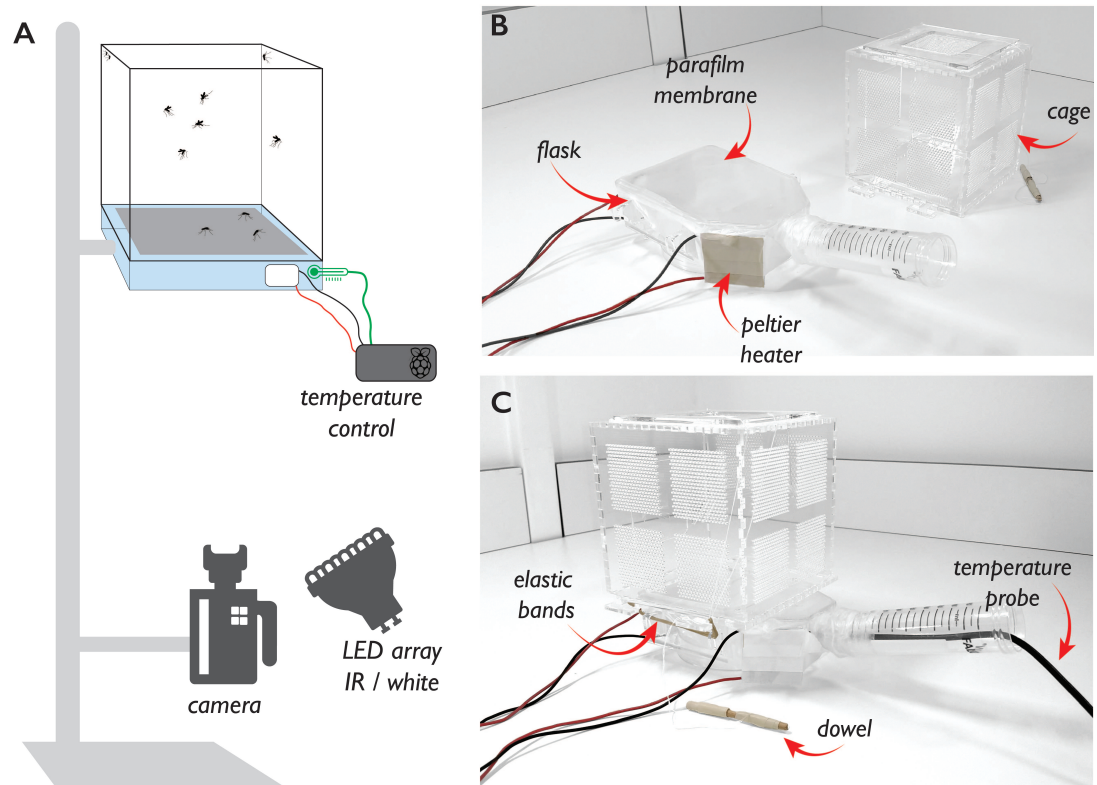 A
temperature
control
camera
LED array
IR / white
B
parafilm
membrane
flask
cage
peltier
heater
C
elastic
bands
temperature
probe
dowel